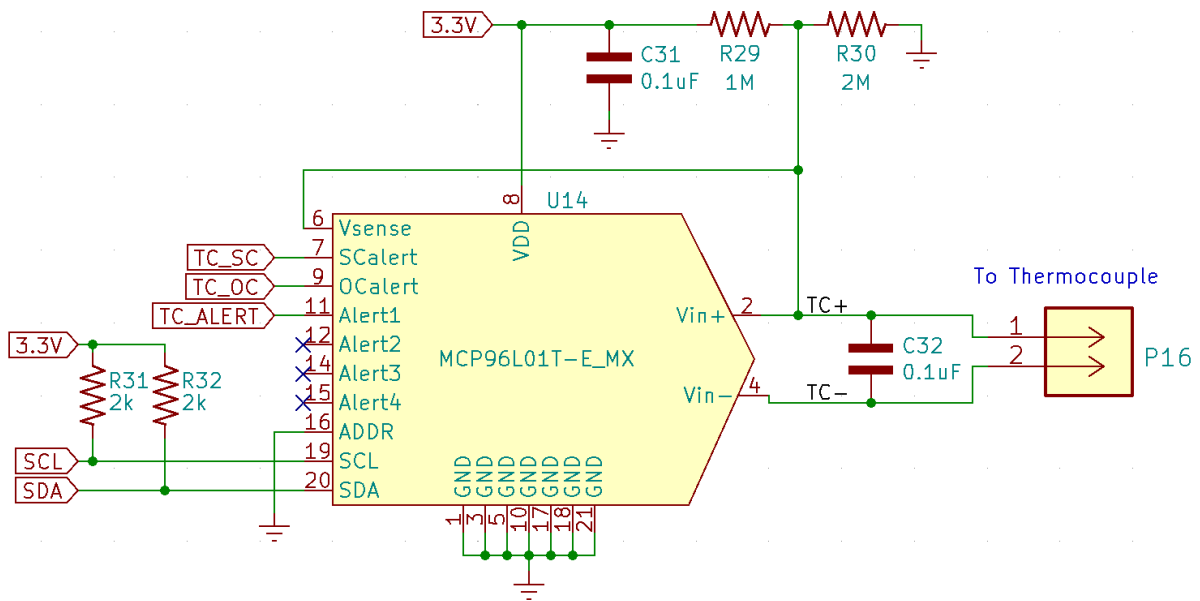 3.3V
C31
0.1uF
R29
1M
R30
2M
8
U14
VDD
6
Vsense
7
SCalert
TC_SC
9
OCalert
TC_OC
11
Alert1
TC_ALERT
12
Alert2
14
Alert3
15
Alert4
16
ADDR
19
SCL
20
SDA
3.3V
R31
2k
R32
2k
SCL
SDA
MCP96L01T-E_MX
Vin+
2
TC+
Vin-
4
TC-
C32
0.1uF
To Thermocouple
1
2
P16
GND GND GND GND GND GND GND
1 3 5 10 17 18 21